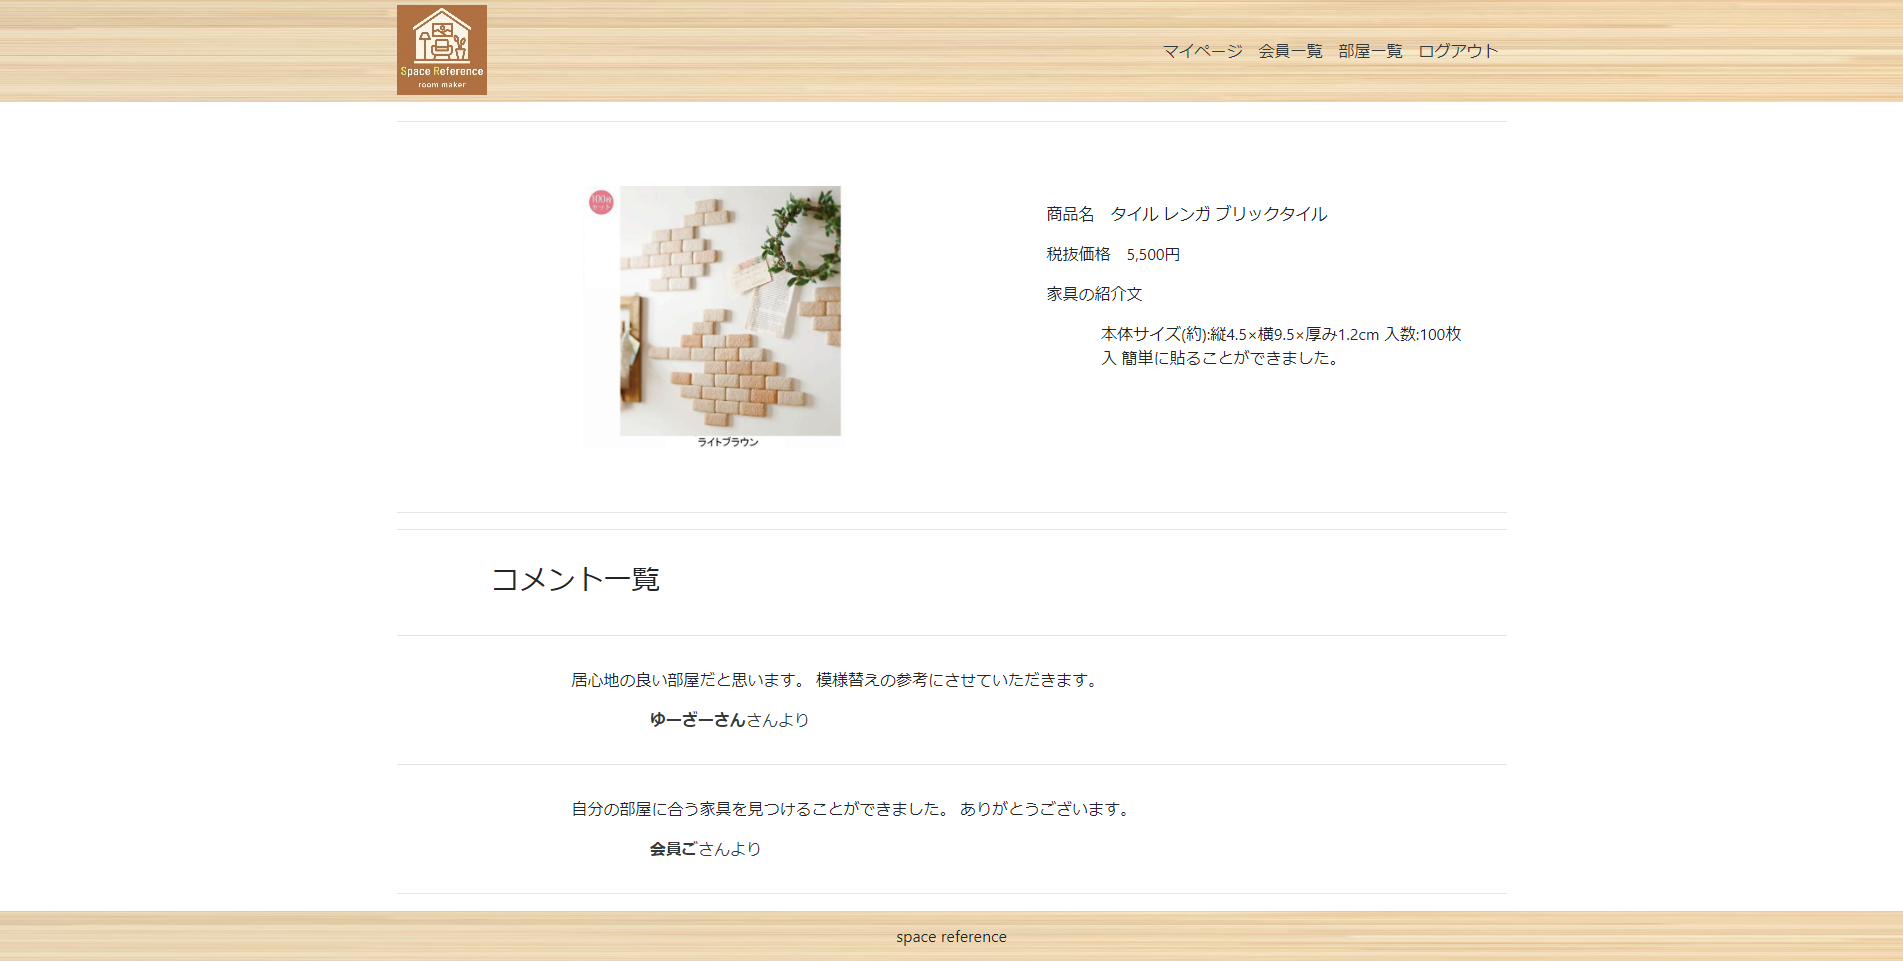 Space Reference
room maker
マイページ 会員一覧 部屋一覧 ログアウト
100枚
セット
ライトブラウン
商品名 タイル レンガ ブリックタイル
税抜価格 5,500円
家具の紹介文
本体サイズ(約):縦4.5×横9.5×厚み1.2cm 入数:100枚
入 簡単に貼ることができました。
コメント一覧
居心地の良い部屋だと思います。 模様替えの参考にさせていただきます。
ゆーざーさんさんより
自分の部屋に合う家具を見つけることができました。 ありがとうございます。
会員ごさんより
space reference